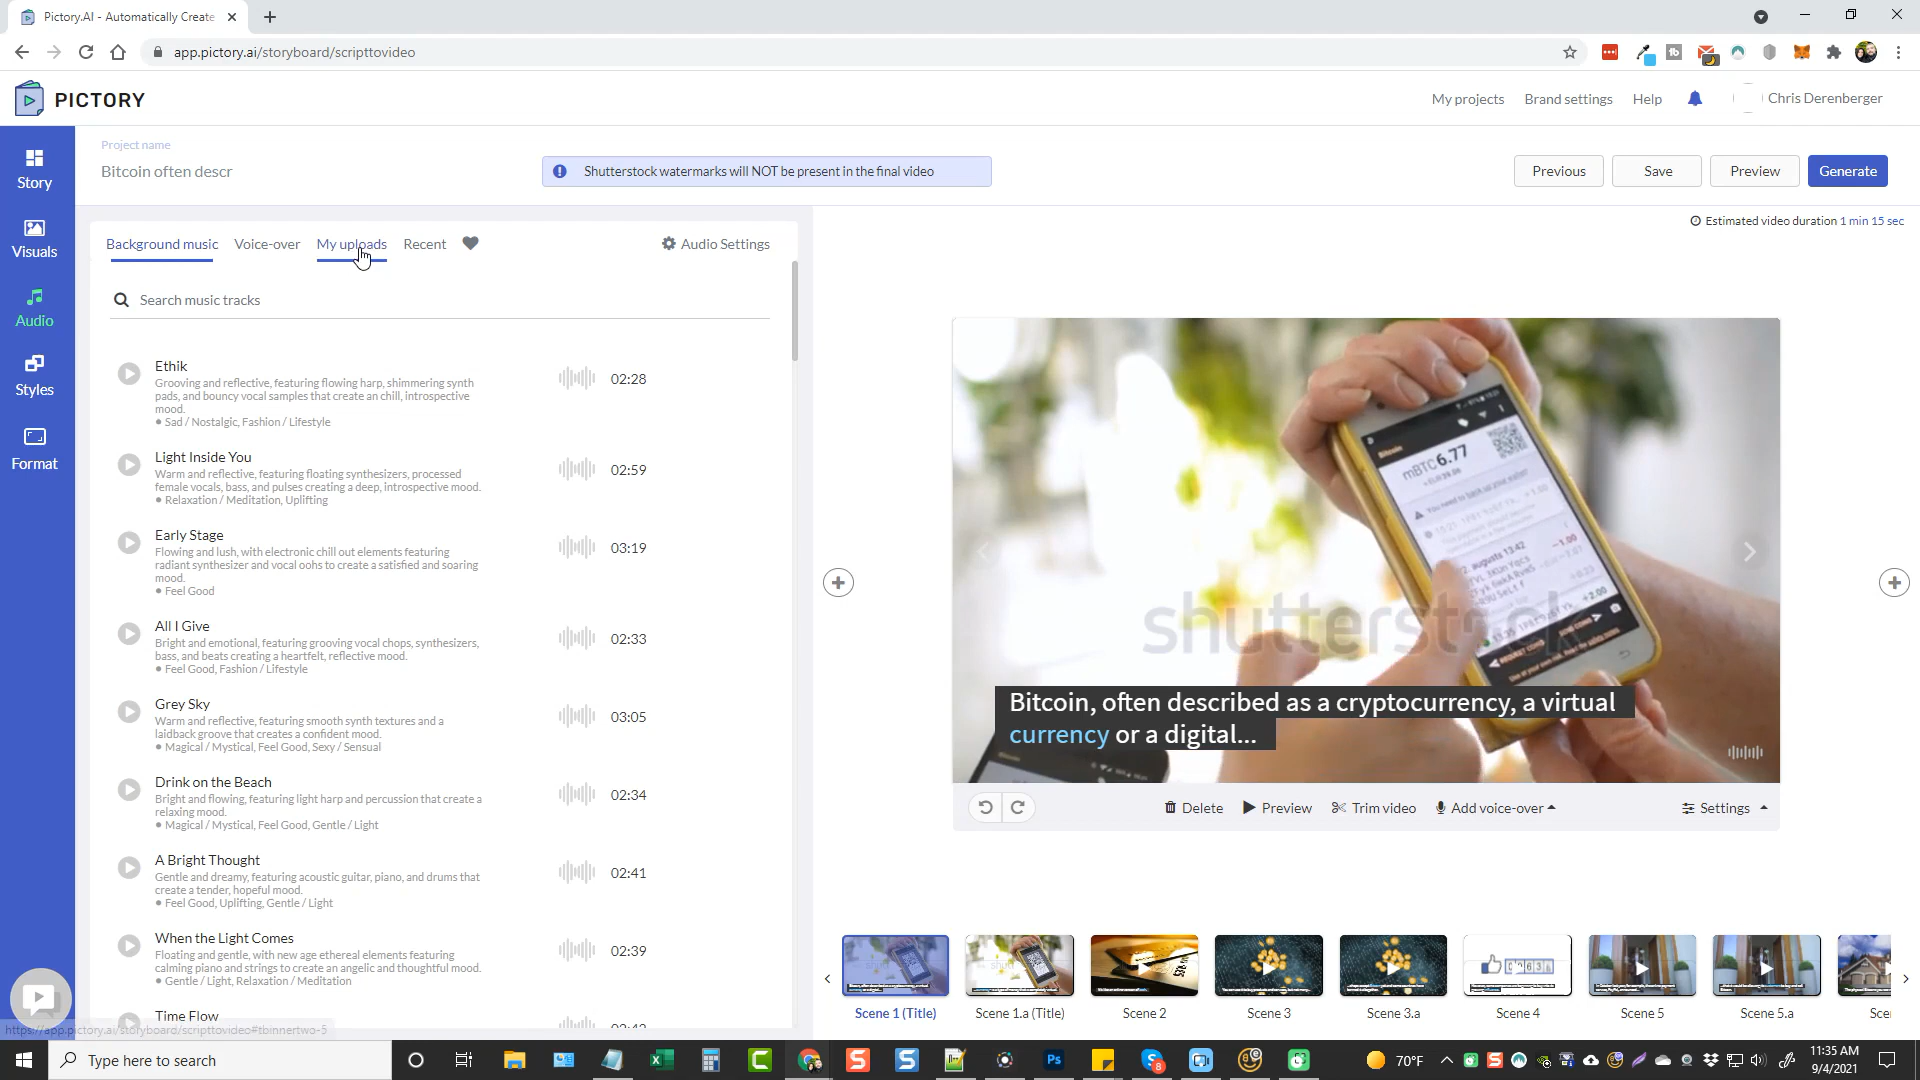 Pictory.AI - Automatically Create
app.pictory.ai/storyboard/scripttovideo
PICTORY
My projects
Brand settings
Help
Chris Derenberger
Story
Visuals
Audio
Styles
Format
Project name
Bitcoin often descr
Shutterstock watermarks will NOT be present in the final video
Previous
Save
Preview
Generate
Estimated video duration 1 min 15 sec
Background music
Voice-over
My uploads
Recent
Audio Settings
Search music tracks
Ethik
Grooving and reflective, featuring flowing harp, shimmering synth
pads, and bouncy vocal samples that create an chill, introspective
mood.
• Sad / Nostalgic, Fashion / Lifestyle
02:28
Light Inside You
Warm and reflective, featuring floating synthesizers, processed
female vocals, bass, and pulses creating a deep, introspective mood.
• Relaxation / Meditation, Uplifting
02:59
Early Stage
Flowing and lush, with electronic chill out elements featuring
radiant synthesizer and vocal oohs to create a satisfied and soaring
mood.
• Feel Good
03:19
All I Give
Bright and emotional, featuring grooving vocal chops, synthesizers,
bass, and beats creating a heartfelt, reflective mood.
• Feel Good, Fashion / Lifestyle
02:33
Grey Sky
Warm and reflective, featuring smooth synth textures and a
laidback groove that creates a confident mood.
• Magical / Mystical, Feel Good, Sexy / Sensual
03:05
Drink on the Beach
Bright and flowing, featuring light harp and percussion that create a
relaxing mood.
• Magical / Mystical, Feel Good, Gentle / Light
02:34
A Bright Thought
Gentle and dreamy, featuring acoustic guitar, piano, and drums that
create a tender, hopeful mood.
• Feel Good, Uplifting, Gentle / Light
02:41
When the Light Comes
Floating and gentle, with new age ethereal elements featuring
calming piano and strings to create an angelic and thoughtful mood.
• Gentle / Light, Relaxation / Meditation
02:39
Time Flow
https://app.pictory.ai/storyboard/scripttovideo#tbinnertwo-5
Bitcoin
mBTC6.77
shutterstock
Bitcoin, often described as a cryptocurrency, a virtual
currency or a digital...
Delete
Preview
Trim video
Add voice-over
Settings
Scene 1 (Title)
Scene 1.a (Title)
Scene 2
Scene 3
Scene 3.a
Scene 4
Scene 5
Scene 5.a
Sce
Type here to search
70°F
11:35 AM
9/4/2021